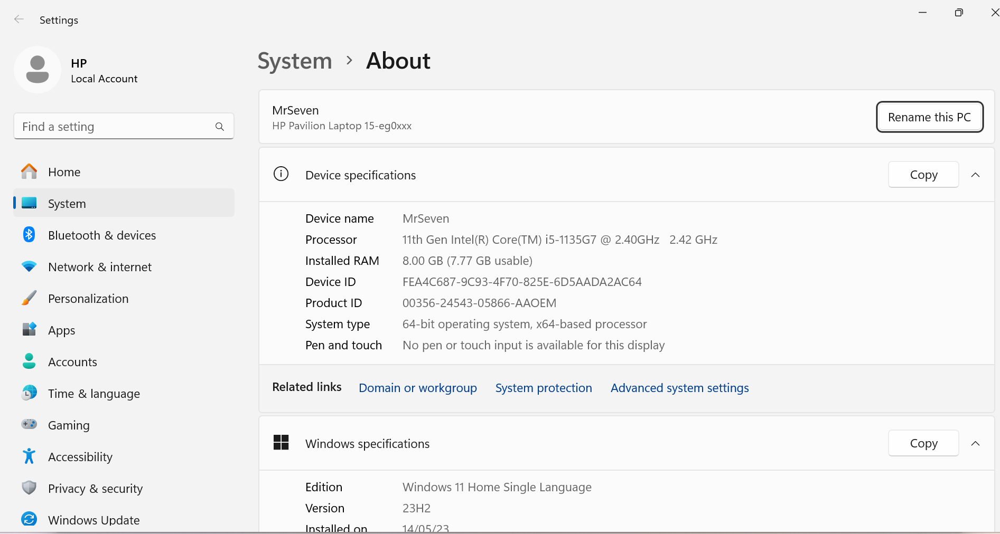 Settings
HP
Local Account
Find a setting
Home
System
Bluetooth & devices
Network & internet
Personalization
Apps
Accounts
Time & language
Gaming
Accessibility
Privacy & security
Windows Update
System > About
MrSeven
HP Pavilion Laptop 15-eg0xxx
Rename this PC
Device specifications
Copy
Device name MrSeven
Processor 11th Gen Intel(R) Core(TM) i5-1135G7 @ 2.40GHz 2.42 GHz
Installed RAM 8.00 GB (7.77 GB usable)
Device ID FEA4C687-9C93-4F70-825E-6D5AADA2AC64
Product ID 00356-24543-05866-AAOEM
System type 64-bit operating system, x64-based processor
Pen and touch No pen or touch input is available for this display
Related links Domain or workgroup System protection Advanced system settings
Windows specifications
Copy
Edition Windows 11 Home Single Language
Version 23H2
Installed on 14/05/23